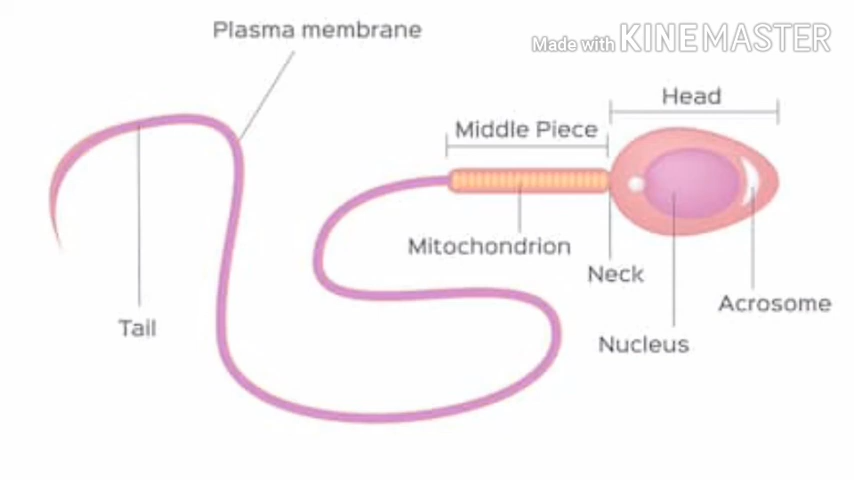 Plasma membrane
Made with KINEMASTER
Head
Middle Piece
Mitochondrion
Neck
Acrosome
Tail
Nucleus